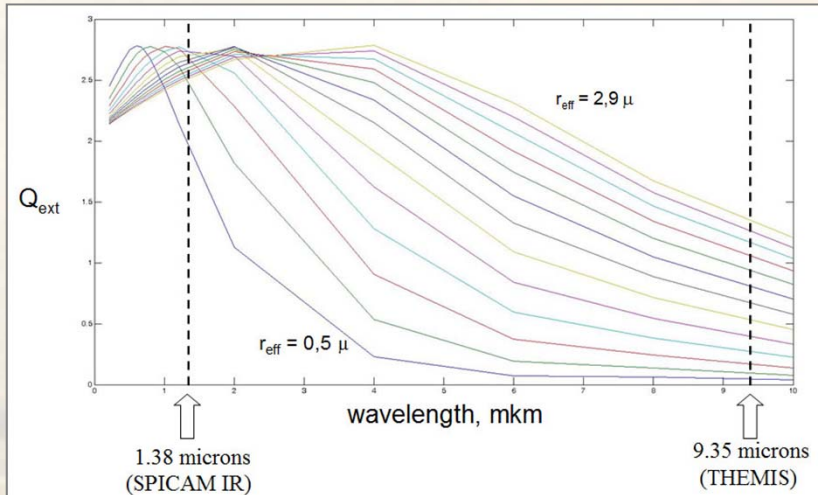 3
2.5
2
1.5
1
0.5
0
Q_ext
r_eff = 2,9 μ
r_eff = 0,5 μ
0 1 2 3 4 5 6 7 8 9 10
wavelength, mkm
1.38 microns
(SPICAM IR)
9.35 microns
(THEMIS)